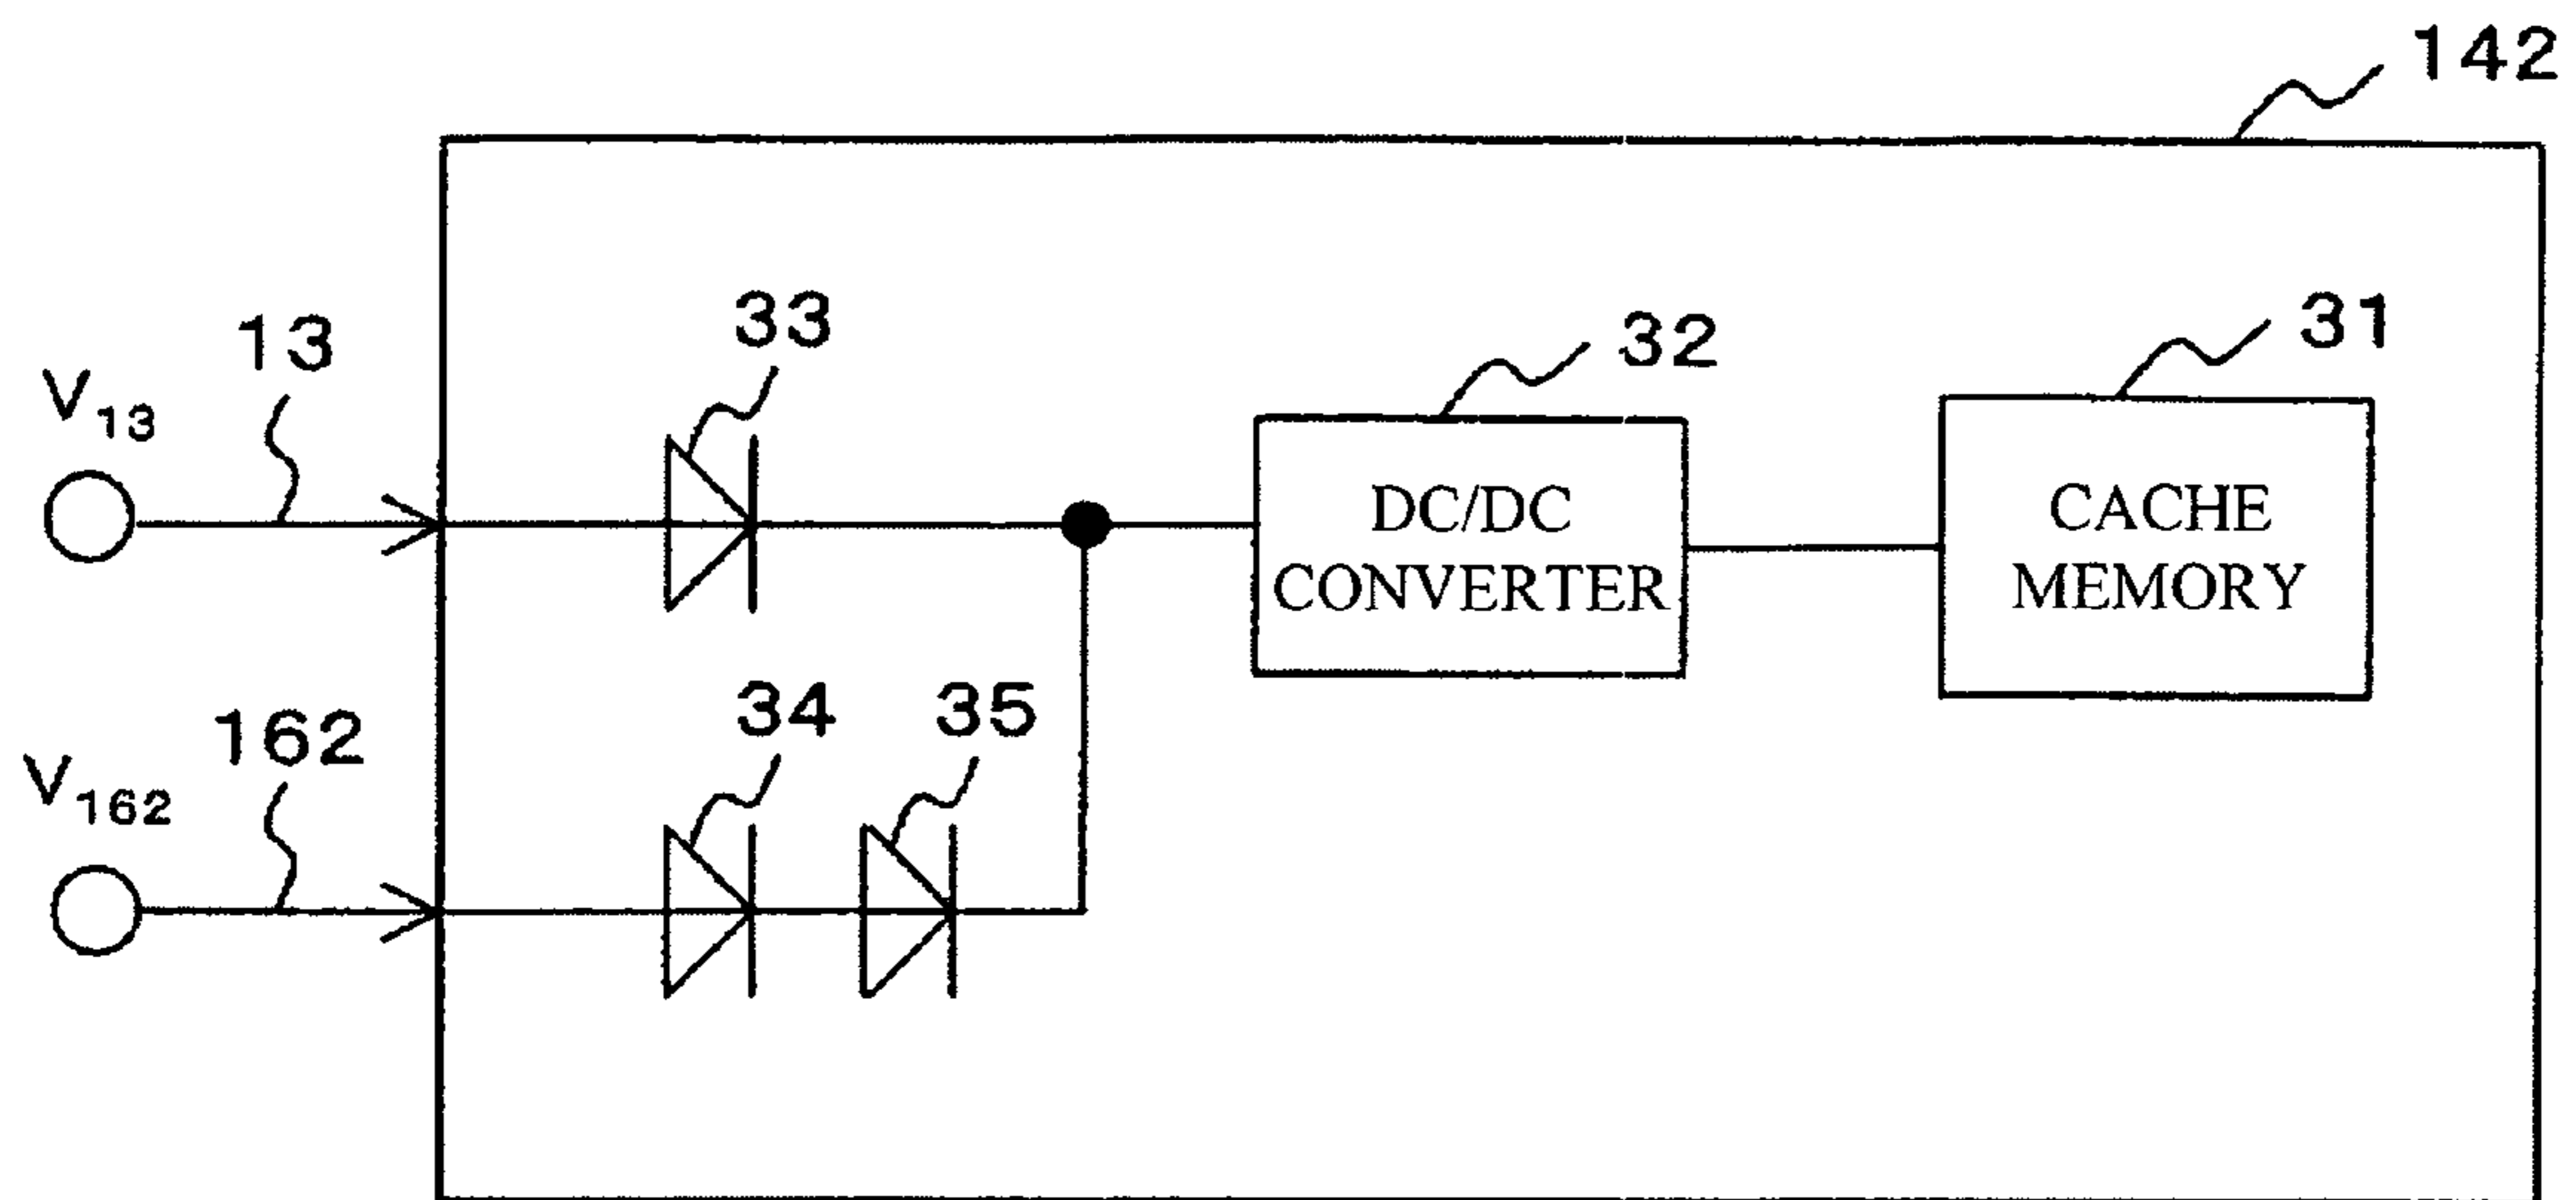 142
33
32
31
13
V13
DC/DC
CONVERTER
CACHE
MEMORY
34
35
162
V162